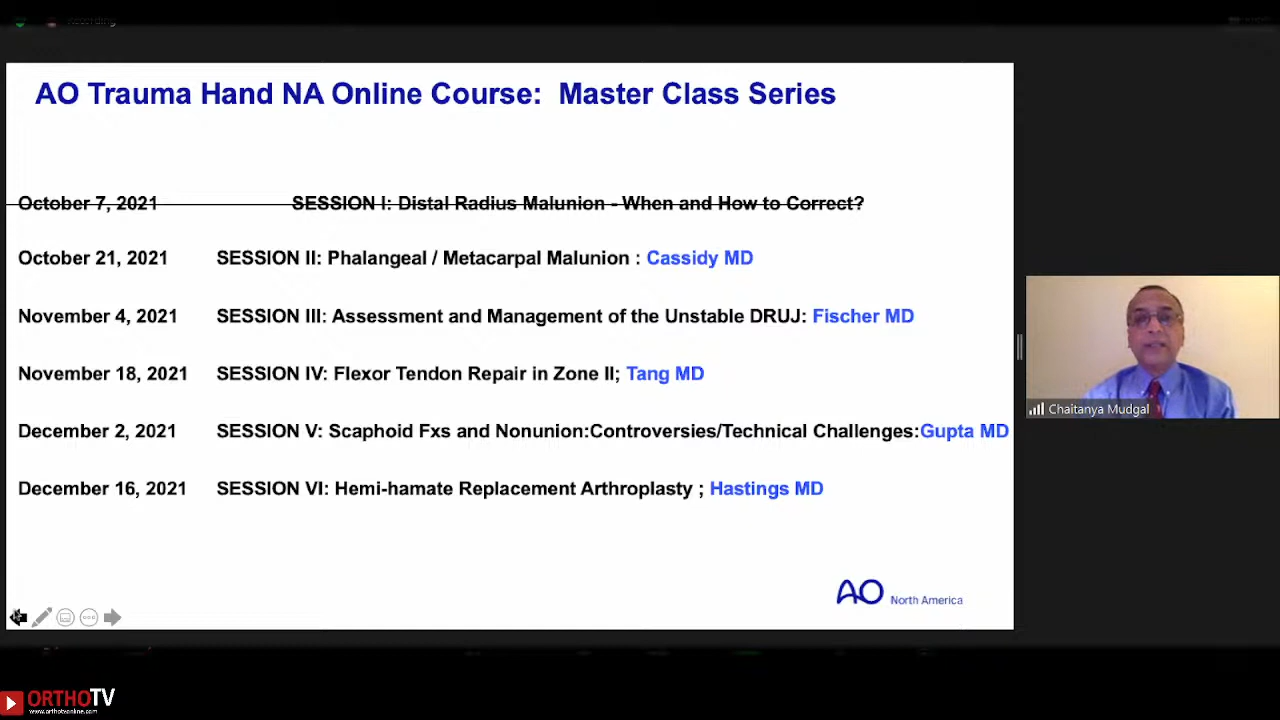 Recording
AO Trauma Hand NA Online Course: Master Class Series
October 7, 2021 SESSION I: Distal Radius Malunion - When and How to Correct?
October 21, 2021 SESSION II: Phalangeal / Metacarpal Malunion : Cassidy MD
November 4, 2021 SESSION III: Assessment and Management of the Unstable DRUJ: Fischer MD
November 18, 2021 SESSION IV: Flexor Tendon Repair in Zone II; Tang MD
December 2, 2021 SESSION V: Scaphoid Fxs and Nonunion:Controversies/Technical Challenges:Gupta MD
December 16, 2021 SESSION VI: Hemi-hamate Replacement Arthroplasty ; Hastings MD
Chaitanya Mudgal
AO North America
ORTHOTV
www.orthotvonline.com